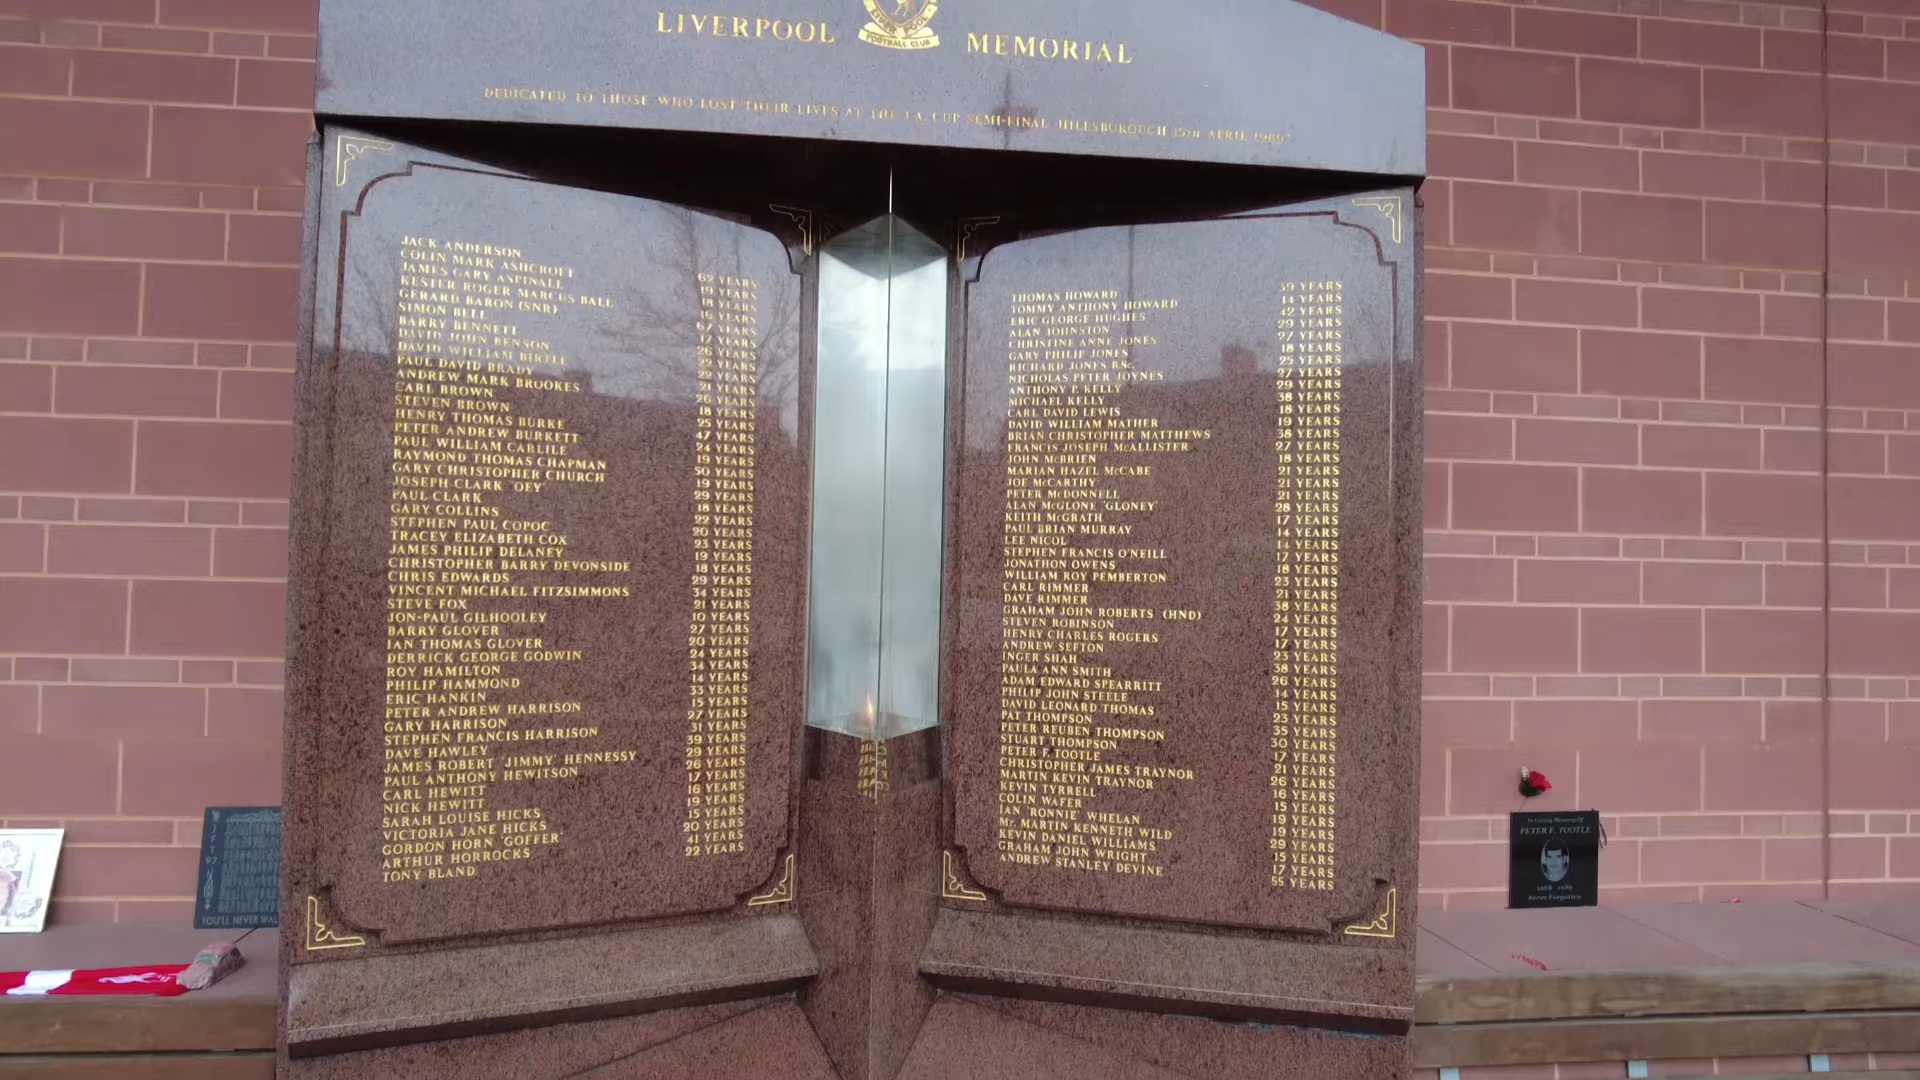 LIVERPOOL MEMORIAL
LIVERPOOL
FOOTBALL CLUB
DEDICATED TO THOSE WHO LOST THEIR LIVES AT THE F.A. CUP SEMI-FINAL HILLSBOROUGH 15TH APRIL 1989
JACK ANDERSON 62 YEARS
COLIN MARK ASHCROFT 19 YEARS
JAMES GARY ASPINALL 18 YEARS
KESTER ROGER MARCUS BALL 16 YEARS
GERARD BARON (SNR) 67 YEARS
SIMON BELL 17 YEARS
BARRY BENNETT 26 YEARS
DAVID JOHN BENSON 22 YEARS
DAVID WILLIAM BIRTLE 22 YEARS
PAUL DAVID BRADY 21 YEARS
ANDREW MARK BROOKES 26 YEARS
CARL BROWN 18 YEARS
STEVEN BROWN 25 YEARS
HENRY THOMAS BURKE 47 YEARS
PETER ANDREW BURKETT 24 YEARS
PAUL WILLIAM CARLILE 19 YEARS
RAYMOND THOMAS CHAPMAN 50 YEARS
GARY CHRISTOPHER CHURCH 19 YEARS
JOSEPH CLARK 'OEY' 29 YEARS
PAUL CLARK 18 YEARS
GARY COLLINS 22 YEARS
STEPHEN PAUL COPOC 20 YEARS
TRACEY ELIZABETH COX 23 YEARS
JAMES PHILIP DELANEY 19 YEARS
CHRISTOPHER BARRY DEVONSIDE 18 YEARS
CHRIS EDWARDS 29 YEARS
VINCENT MICHAEL FITZSIMMONS 34 YEARS
STEVE FOX 21 YEARS
JON-PAUL GILHOOLEY 10 YEARS
BARRY GLOVER 27 YEARS
IAN THOMAS GLOVER 20 YEARS
DERRICK GEORGE GODWIN 24 YEARS
ROY HAMILTON 34 YEARS
PHILIP HAMMOND 14 YEARS
ERIC HANKIN 33 YEARS
PETER ANDREW HARRISON 15 YEARS
GARY HARRISON 27 YEARS
STEPHEN FRANCIS HARRISON 31 YEARS
DAVE HAWLEY 39 YEARS
JAMES ROBERT 'JIMMY' HENNESSY 29 YEARS
PAUL ANTHONY HEWITSON 26 YEARS
CARL HEWITT 17 YEARS
NICK HEWITT 16 YEARS
SARAH LOUISE HICKS 19 YEARS
VICTORIA JANE HICKS 15 YEARS
GORDON HORN 'GOFFER' 20 YEARS
ARTHUR HORROCKS 41 YEARS
TONY BLAND 22 YEARS
THOMAS HOWARD 39 YEARS
TOMMY ANTHONY HOWARD 14 YEARS
ERIC GEORGE HUGHES 42 YEARS
ALAN JOHNSTON 29 YEARS
CHRISTINE ANNE JONES 27 YEARS
GARY PHILIP JONES 18 YEARS
RICHARD JONES B.Sc. 25 YEARS
NICHOLAS PETER JOYNES 27 YEARS
ANTHONY P. KELLY 29 YEARS
MICHAEL KELLY 38 YEARS
CARL DAVID LEWIS 18 YEARS
DAVID WILLIAM MATHER 19 YEARS
BRIAN CHRISTOPHER MATTHEWS 38 YEARS
FRANCIS JOSEPH McALLISTER 27 YEARS
JOHN McBRIEN 18 YEARS
MARIAN HAZEL McCABE 21 YEARS
JOE McCARTHY 21 YEARS
PETER McDONNELL 21 YEARS
ALAN McGLONE 'GLONEY' 28 YEARS
KEITH McGRATH 17 YEARS
PAUL BRIAN MURRAY 14 YEARS
LEE NICOL 14 YEARS
STEPHEN FRANCIS O'NEILL 17 YEARS
JONATHON OWENS 18 YEARS
WILLIAM ROY PEMBERTON 23 YEARS
CARL RIMMER 21 YEARS
DAVE RIMMER 38 YEARS
GRAHAM JOHN ROBERTS (HND) 24 YEARS
STEVEN ROBINSON 17 YEARS
HENRY CHARLES ROGERS 17 YEARS
ANDREW SEFTON 23 YEARS
INGER SHAH 38 YEARS
PAULA ANN SMITH 26 YEARS
ADAM EDWARD SPEARRITT 14 YEARS
PHILIP JOHN STEELE 15 YEARS
DAVID LEONARD THOMAS 23 YEARS
PAT THOMPSON 35 YEARS
PETER REUBEN THOMPSON 30 YEARS
STUART THOMPSON 17 YEARS
PETER F. TOOTLE 21 YEARS
CHRISTOPHER JAMES TRAYNOR 26 YEARS
MARTIN KEVIN TRAYNOR 16 YEARS
KEVIN TYRRELL 15 YEARS
COLIN WAFER 19 YEARS
IAN 'RONNIE' WHELAN 19 YEARS
Mr. MARTIN KENNETH WILD 29 YEARS
KEVIN DANIEL WILLIAMS 15 YEARS
GRAHAM JOHN WRIGHT 17 YEARS
ANDREW STANLEY DEVINE 55 YEARS
JFT 97
YOU'LL NEVER WAL
In Loving Memory Of
PETER F. TOOTLE
1968 1989
Never Forgotten